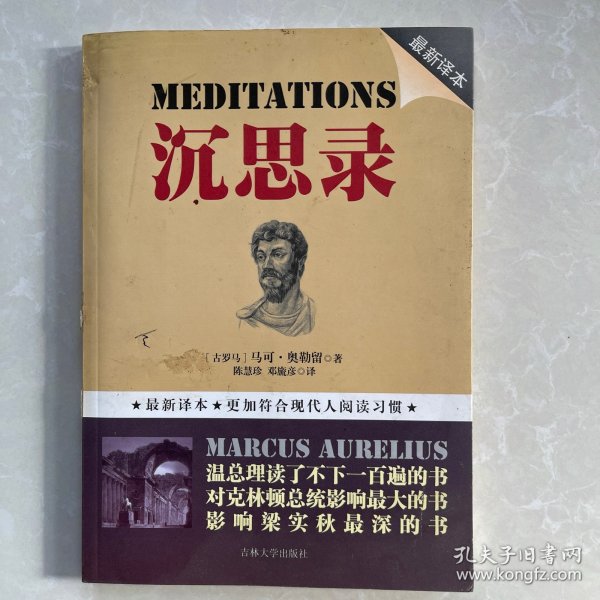 最新译本
MEDITATIONS
沉思录
[古罗马] 马可·奥勒留◎著
陈慧珍 邓旒彦◎译
★最新译本★更加符合现代人阅读习惯★
MARCUS AURELIUS
温总理读了不下一百遍的书
对克林顿总统影响最大的书
影响梁实秋最深的书
吉林大学出版社
孔夫子旧书网
www.kongfz.com